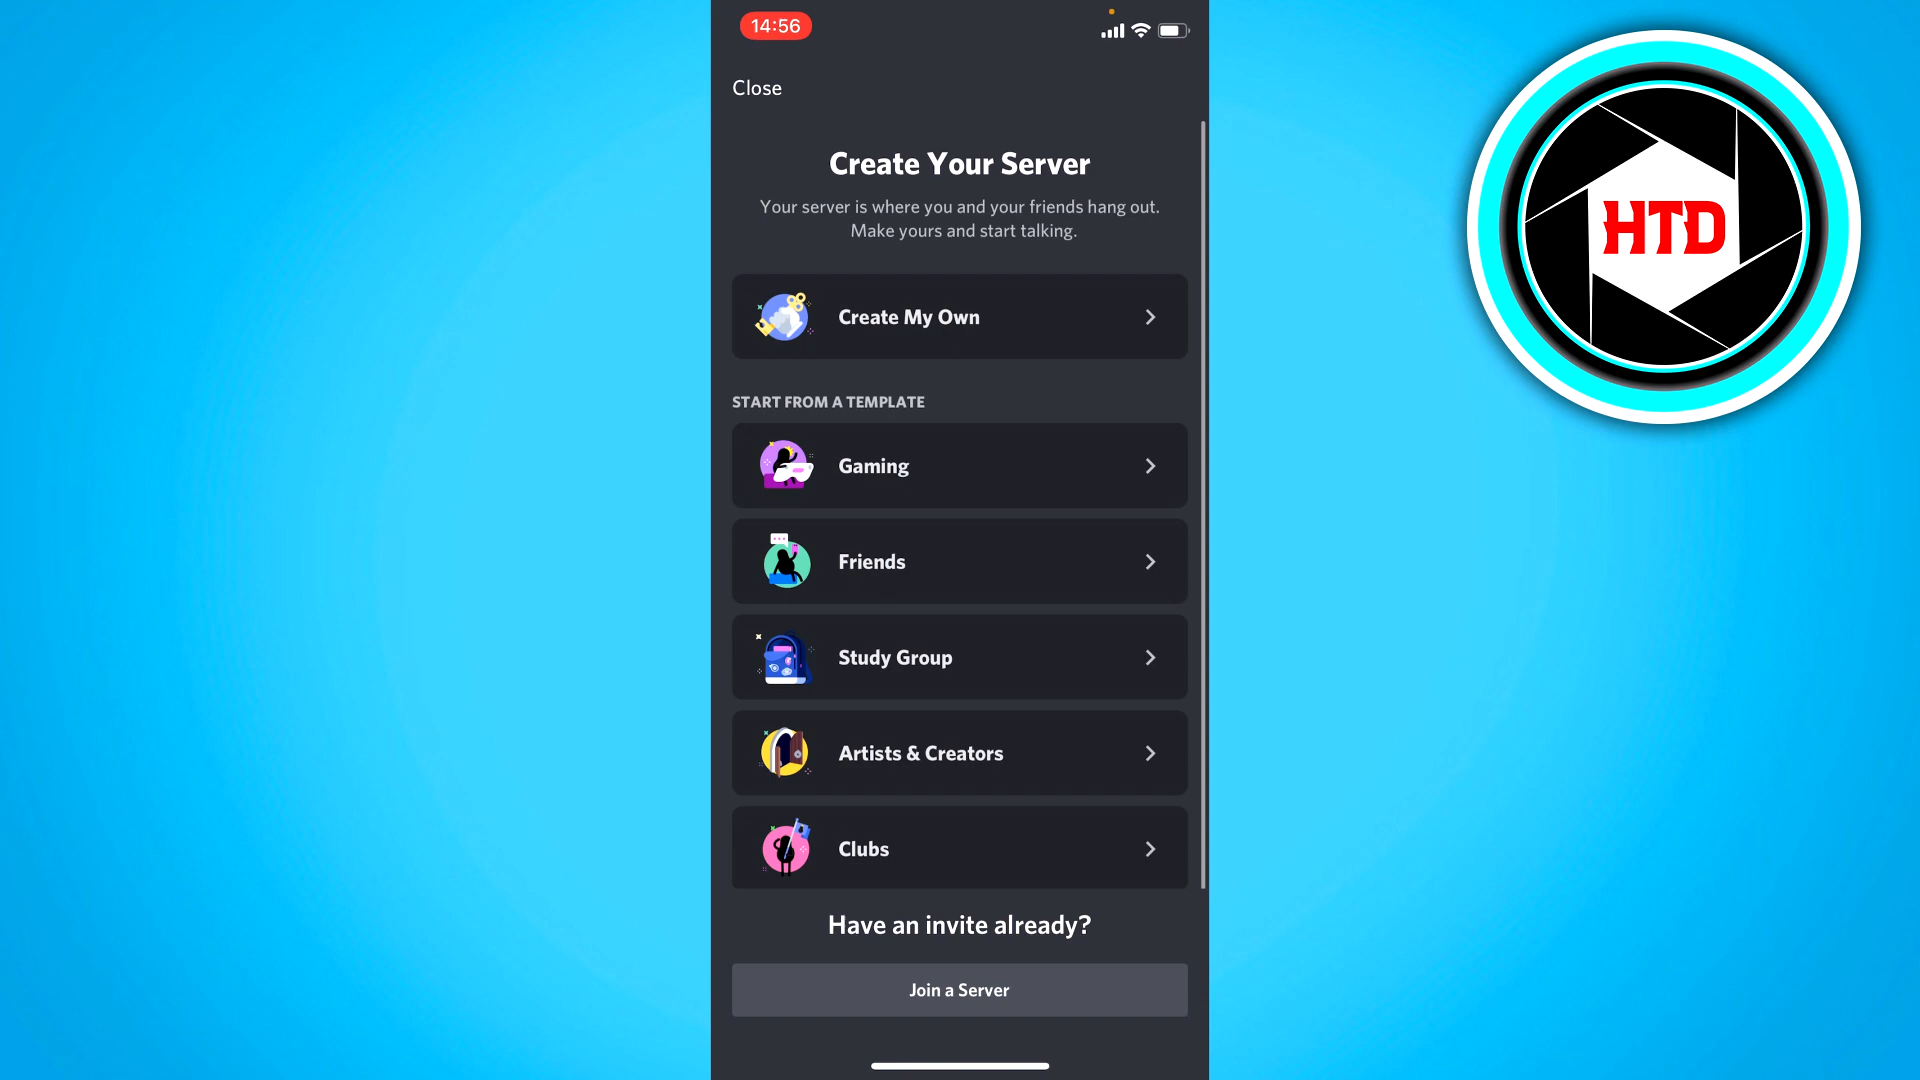 14:56
Close
Create Your Server
Your server is where you and your friends hang out.
Make yours and start talking.
Create My Own
START FROM A TEMPLATE
Gaming
Friends
Study Group
Artists & Creators
Clubs
Have an invite already?
Join a Server
HTD